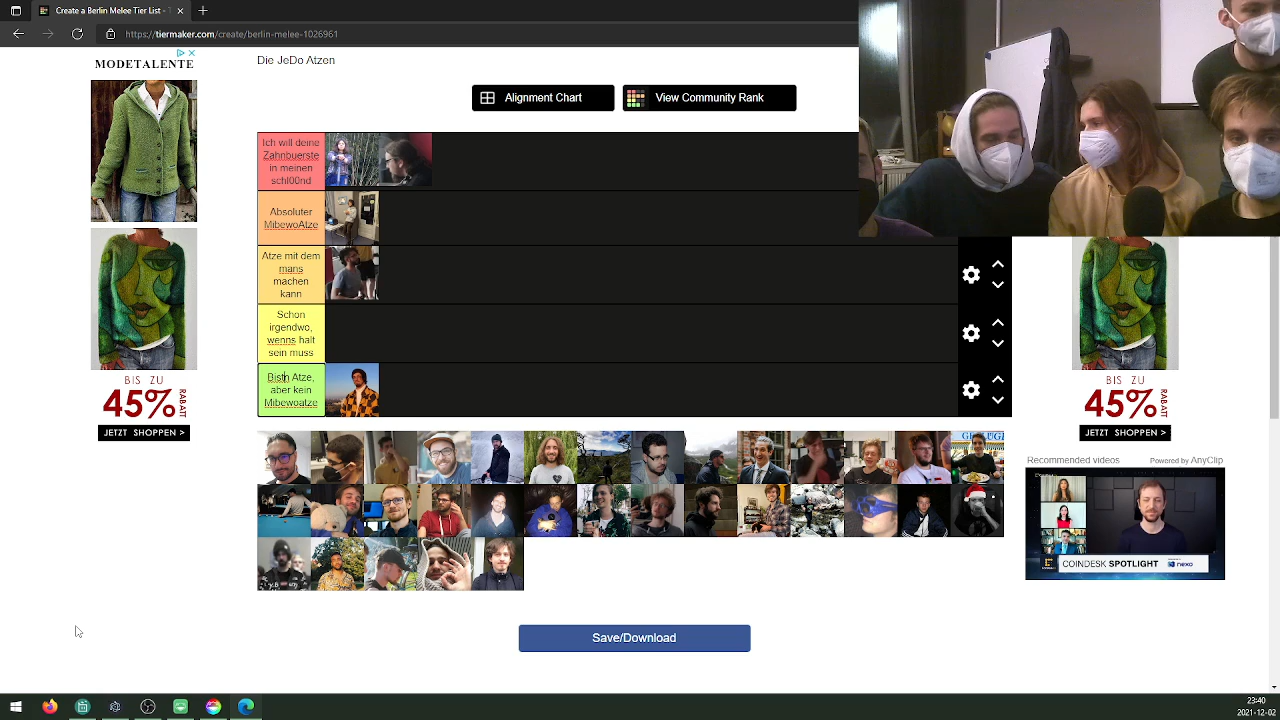 Create a Berlin Melee Tier List - T
https://tiermaker.com/create/berlin-melee-1026961
MODETALENTE
Die JeDo Atzen
Alignment Chart
View Community Rank
Ich will deine
Zahnbuerste
in meinen
schl00nd
Absoluter
MibewoAtze
Atze mit dem
mans
machen
kann
Schon
irgendwo,
wenns halt
sein muss
Bistn Atze,
aber kein
Mibewoatze
BIS ZU
45%
RABATT
JETZT SHOPPEN >
BIS ZU
45%
RABATT
JETZT SHOPPEN >
Recommended videos
Powered by AnyClip
COINDESK SPOTLIGHT
nexo
Save/Download
23:40
2021-12-02